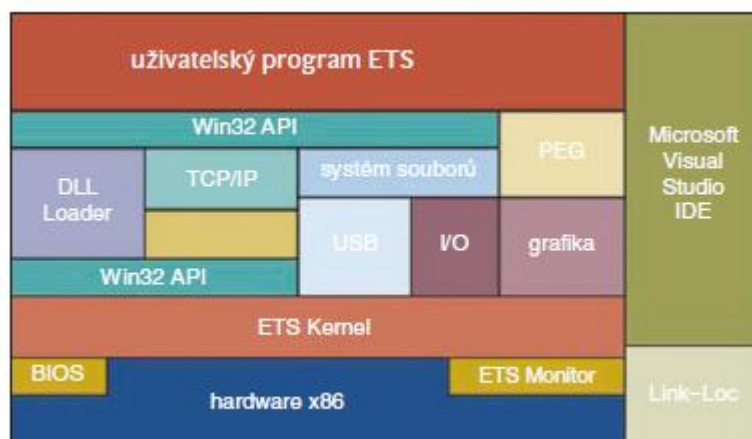 uživatelský program ETS
Win32 API
PEG
Microsoft
Visual
Studio
IDE
DLL
Loader
TCP/IP
systém souborů
USB
I/O
grafika
Win32 API
ETS Kernel
BIOS
ETS Monitor
hardware x86
Link-Loc